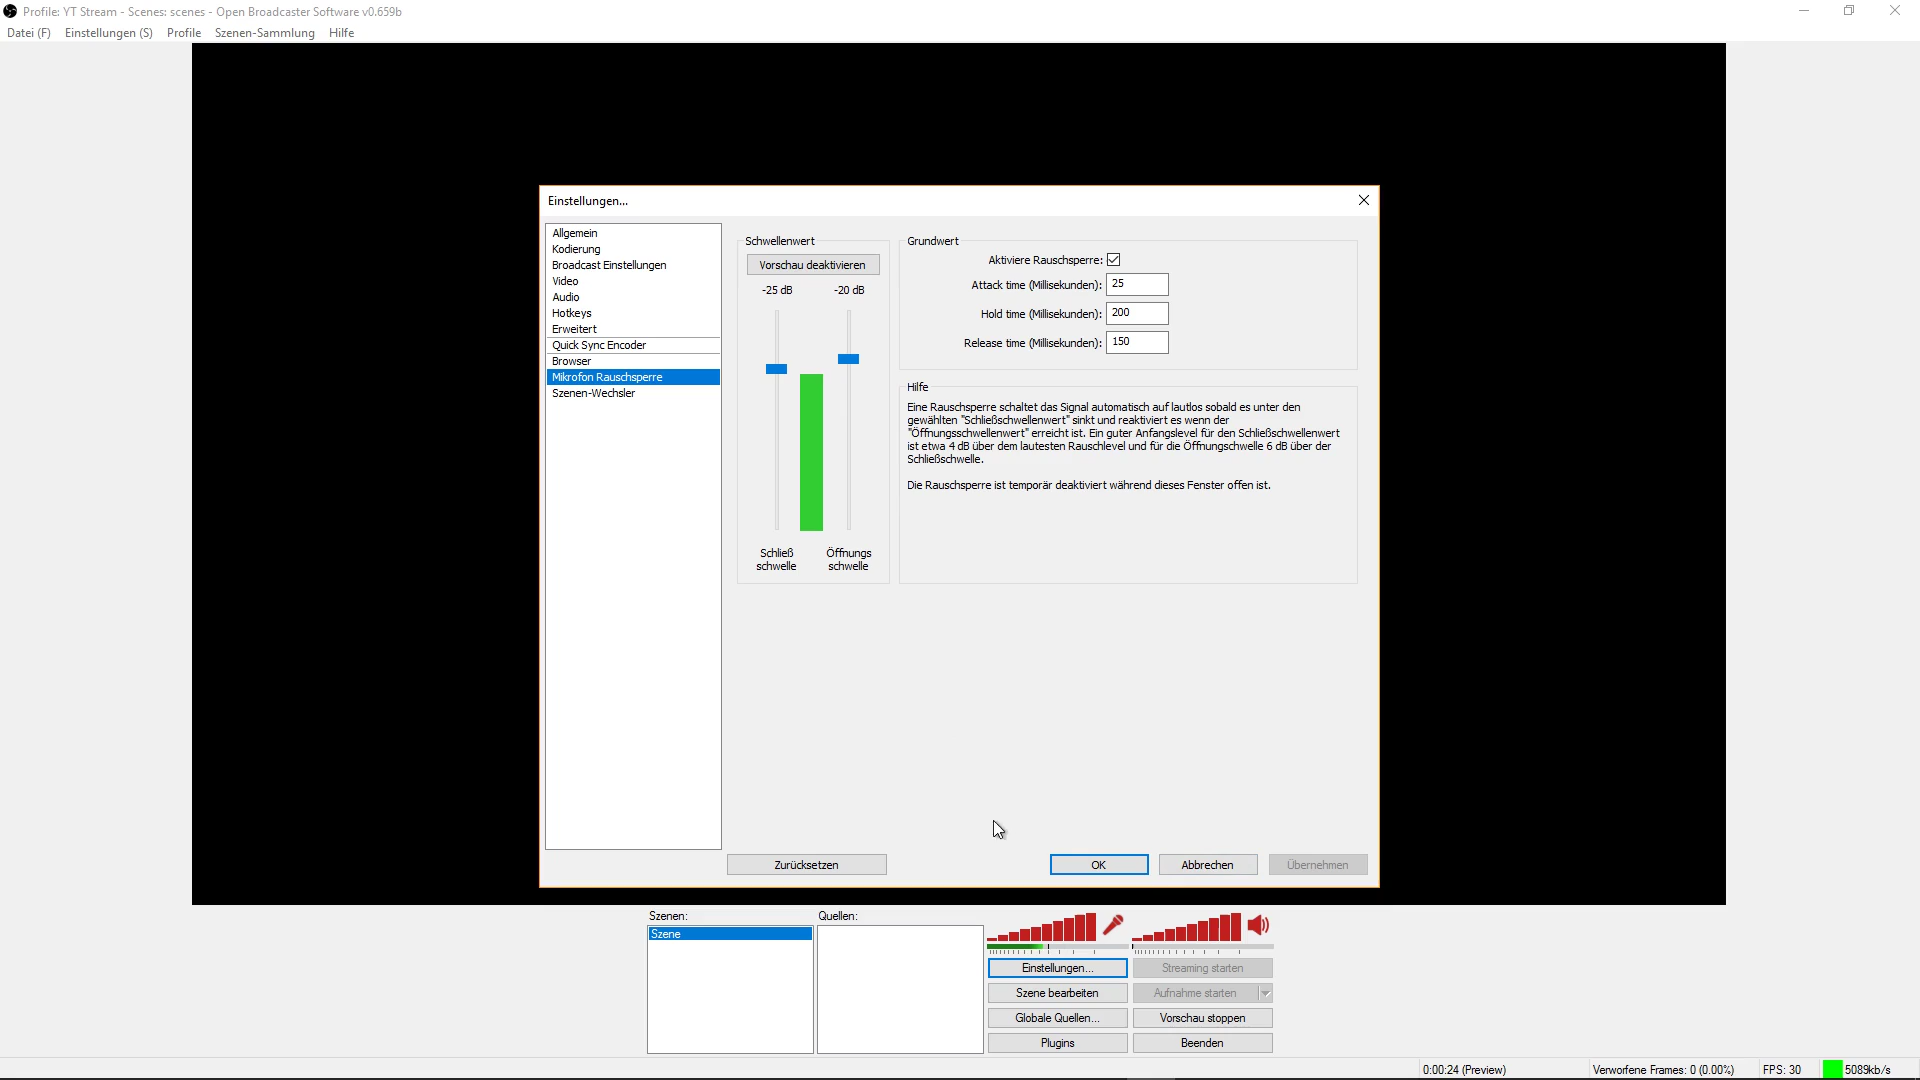 Profile: YT Stream - Scenes: scenes - Open Broadcaster Software v0.659b
Datei (F) Einstellungen (S) Profile Szenen-Sammlung Hilfe
Einstellungen...
Allgemein
Kodierung
Broadcast Einstellungen
Video
Audio
Hotkeys
Erweitert
Quick Sync Encoder
Browser
Mikrofon Rauschsperre
Szenen-Wechsler
Schwellenwert
Vorschau deaktivieren
-25 dB -20 dB
Schließ
schwelle
Öffnungs
schwelle
Grundwert
Aktiviere Rauschsperre:
Attack time (Millisekunden): 25
Hold time (Millisekunden): 200
Release time (Millisekunden): 150
Hilfe
Eine Rauschsperre schaltet das Signal automatisch auf lautlos sobald es unter den
gewählten "Schließschwellenwert" sinkt und reaktiviert es wenn der
"Öffnungsschwellenwert" erreicht ist. Ein guter Anfangslevel für den Schließschwellenwert
ist etwa 4 dB über dem lautesten Rauschlevel und für die Öffnungschwelle 6 dB über der
Schließschwelle.
Die Rauschsperre ist temporär deaktiviert während dieses Fenster offen ist.
Zurücksetzen OK Abbrechen Übernehmen
Szenen: Quellen:
Szene
Einstellungen... Streaming starten
Szene bearbeiten Aufnahme starten
Globale Quellen... Vorschau stoppen
Plugins Beenden
0:00:24 (Preview) Verworfene Frames: 0 (0.00%) FPS: 30 5089kb/s